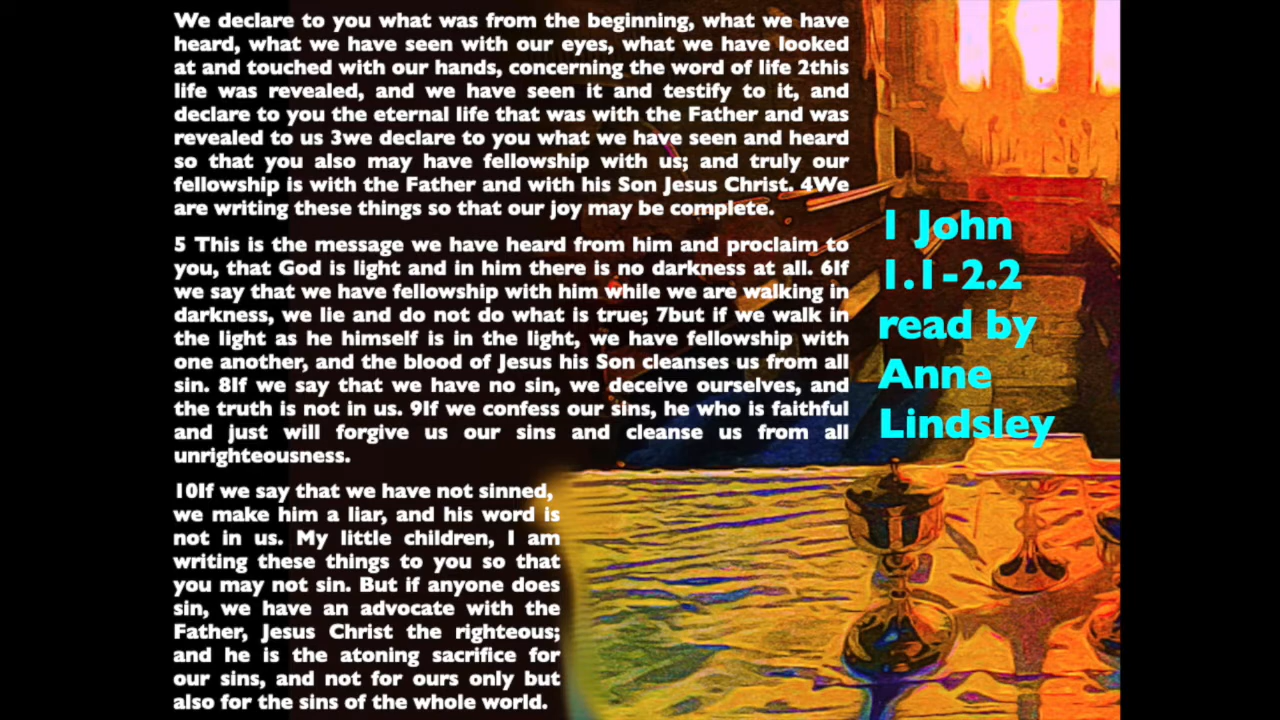 We declare to you what was from the beginning, what we have
heard, what we have seen with our eyes, what we have looked
at and touched with our hands, concerning the word of life 2this
life was revealed, and we have seen it and testify to it, and
declare to you the eternal life that was with the Father and was
revealed to us 3we declare to you what we have seen and heard
so that you also may have fellowship with us; and truly our
fellowship is with the Father and with his Son Jesus Christ. 4We
are writing these things so that our joy may be complete.
5 This is the message we have heard from him and proclaim to
you, that God is light and in him there is no darkness at all. 6If
we say that we have fellowship with him while we are walking in
darkness, we lie and do not do what is true; 7but if we walk in
the light as he himself is in the light, we have fellowship with
one another, and the blood of Jesus his Son cleanses us from all
sin. 8If we say that we have no sin, we deceive ourselves, and
the truth is not in us. 9If we confess our sins, he who is faithful
and just will forgive us our sins and cleanse us from all
unrighteousness.
10If we say that we have not sinned,
we make him a liar, and his word is
not in us. My little children, I am
writing these things to you so that
you may not sin. But if anyone does
sin, we have an advocate with the
Father, Jesus Christ the righteous;
and he is the atoning sacrifice for
our sins, and not for ours only but
also for the sins of the whole world.
1 John
1.1-2.2
read by
Anne
Lindsley